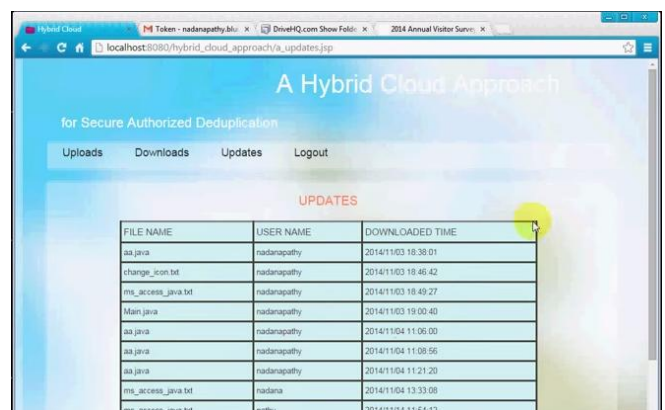 Hybrid Cloud
Token - nadanapathy.blu
DriveHQ.com Show Folde
2014 Annual Visitor Survey
localhost:8080/hybrid_cloud_approach/a_updates.jsp
A Hybrid Cloud Approach
for Secure Authorized Deduplication
Uploads Downloads Updates Logout
UPDATES
FILE NAME USER NAME DOWNLOADED TIME
aa.java nadanapathy 2014/11/03 18:38:01
change_icon.txt nadanapathy 2014/11/03 18:46:42
ms_access_java.txt nadanapathy 2014/11/03 18:49:27
Main.java nadanapathy 2014/11/03 19:00:40
aa.java nadanapathy 2014/11/04 11:06:00
aa.java nadanapathy 2014/11/04 11:08:56
aa.java nadanapathy 2014/11/04 11:21:20
ms_access_java.txt nadana 2014/11/04 13:33:08
ms_access_java.txt pathy